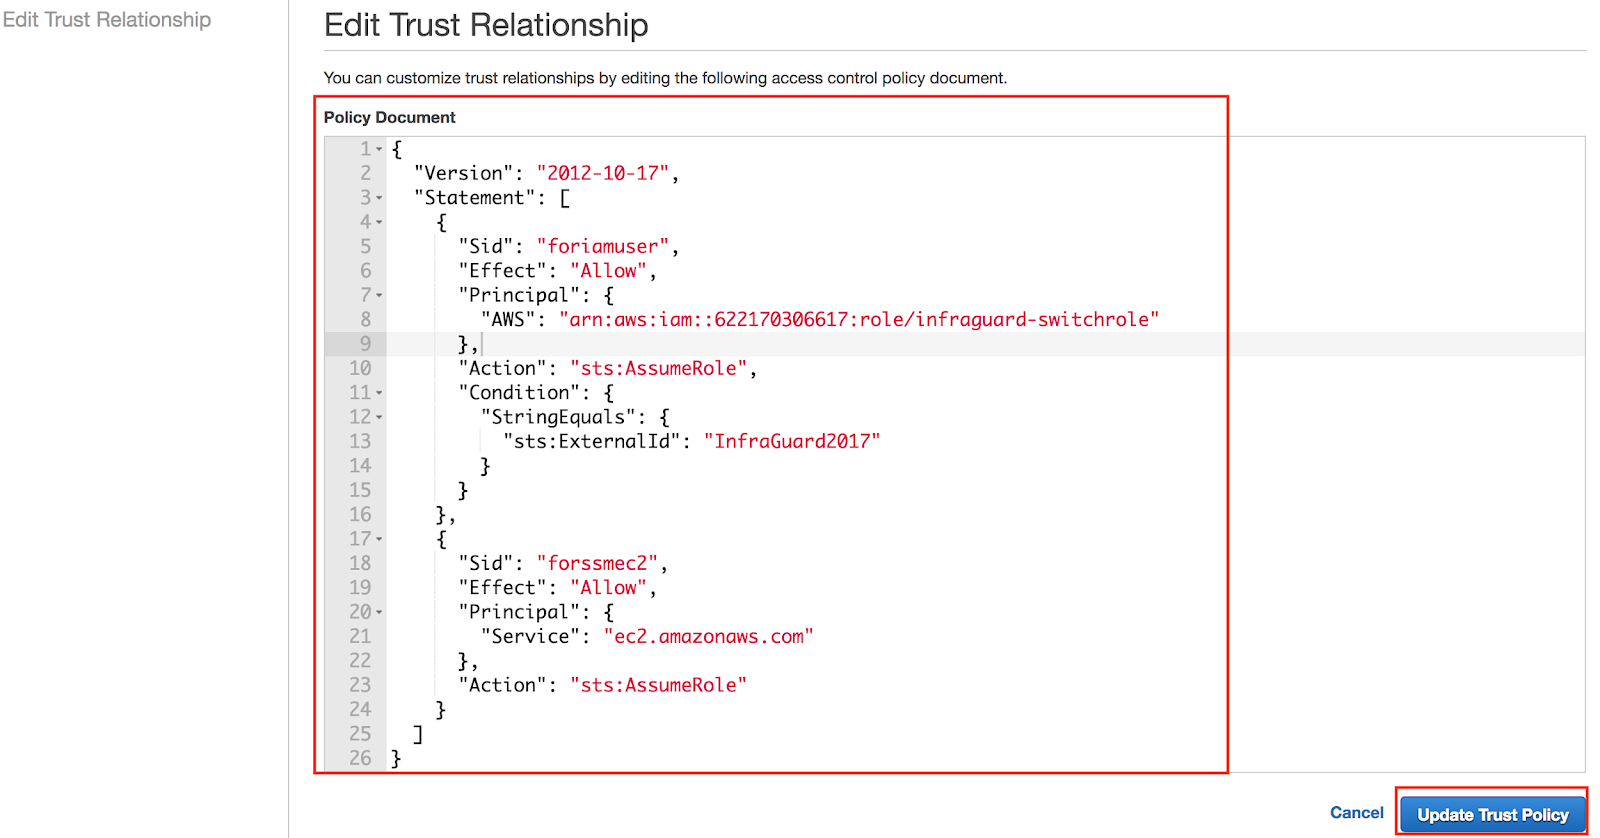 Edit Trust Relationship
Edit Trust Relationship
You can customize trust relationships by editing the following access control policy document.
Policy Document
1 {
2 "Version": "2012-10-17",
3 "Statement": [
4 {
5 "Sid": "foriamuser",
6 "Effect": "Allow",
7 "Principal": {
8 "AWS": "arn:aws:iam::622170306617:role/infraguard-switchrole"
9 },
10 "Action": "sts:AssumeRole",
11 "Condition": {
12 "StringEquals": {
13 "sts:ExternalId": "InfraGuard2017"
14 }
15 }
16 },
17 {
18 "Sid": "forssmec2",
19 "Effect": "Allow",
20 "Principal": {
21 "Service": "ec2.amazonaws.com"
22 },
23 "Action": "sts:AssumeRole"
24 }
25 ]
26 }
Cancel Update Trust Policy